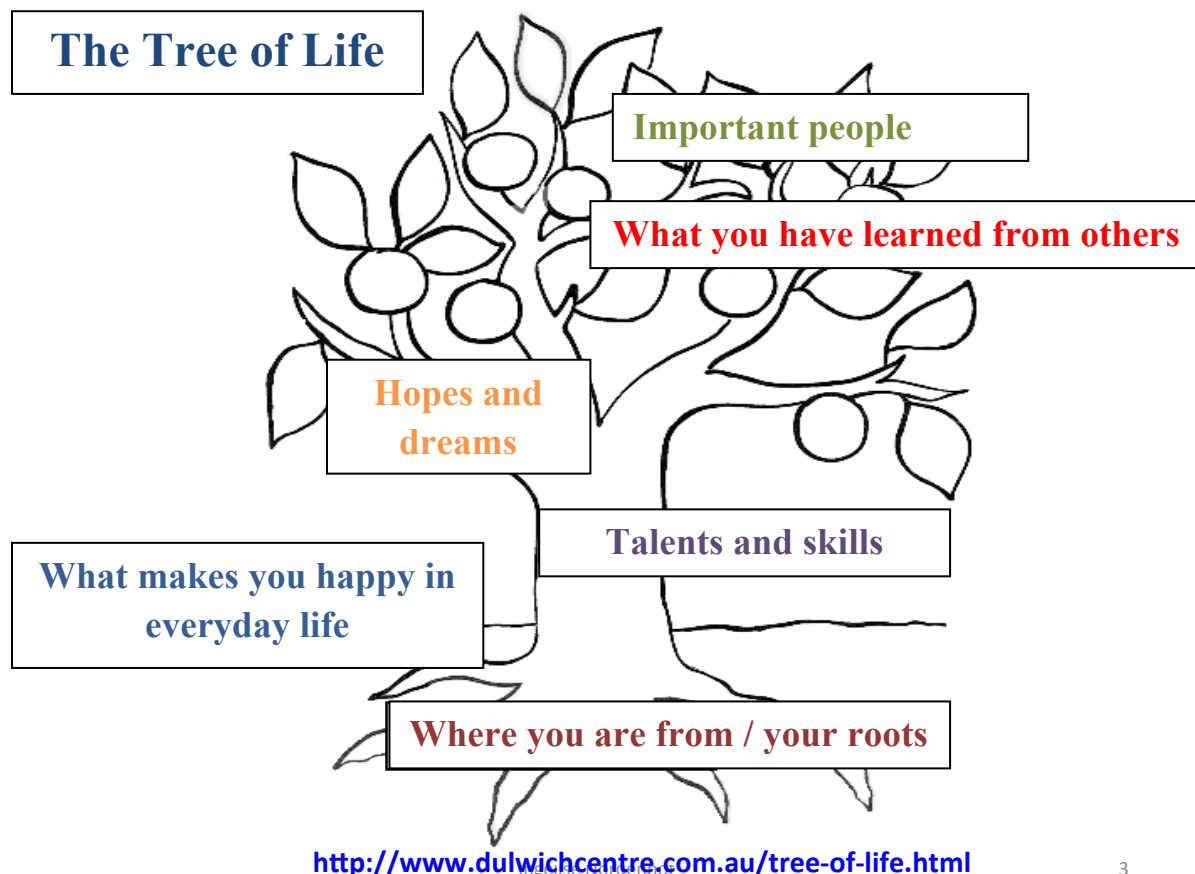 The Tree of Life
Important people
What you have learned from others
Hopes and
dreams
Talents and skills
What makes you happy in
everyday life
Where you are from / your roots
http://www.dulwichcentre.com.au/tree-of-life.html
3